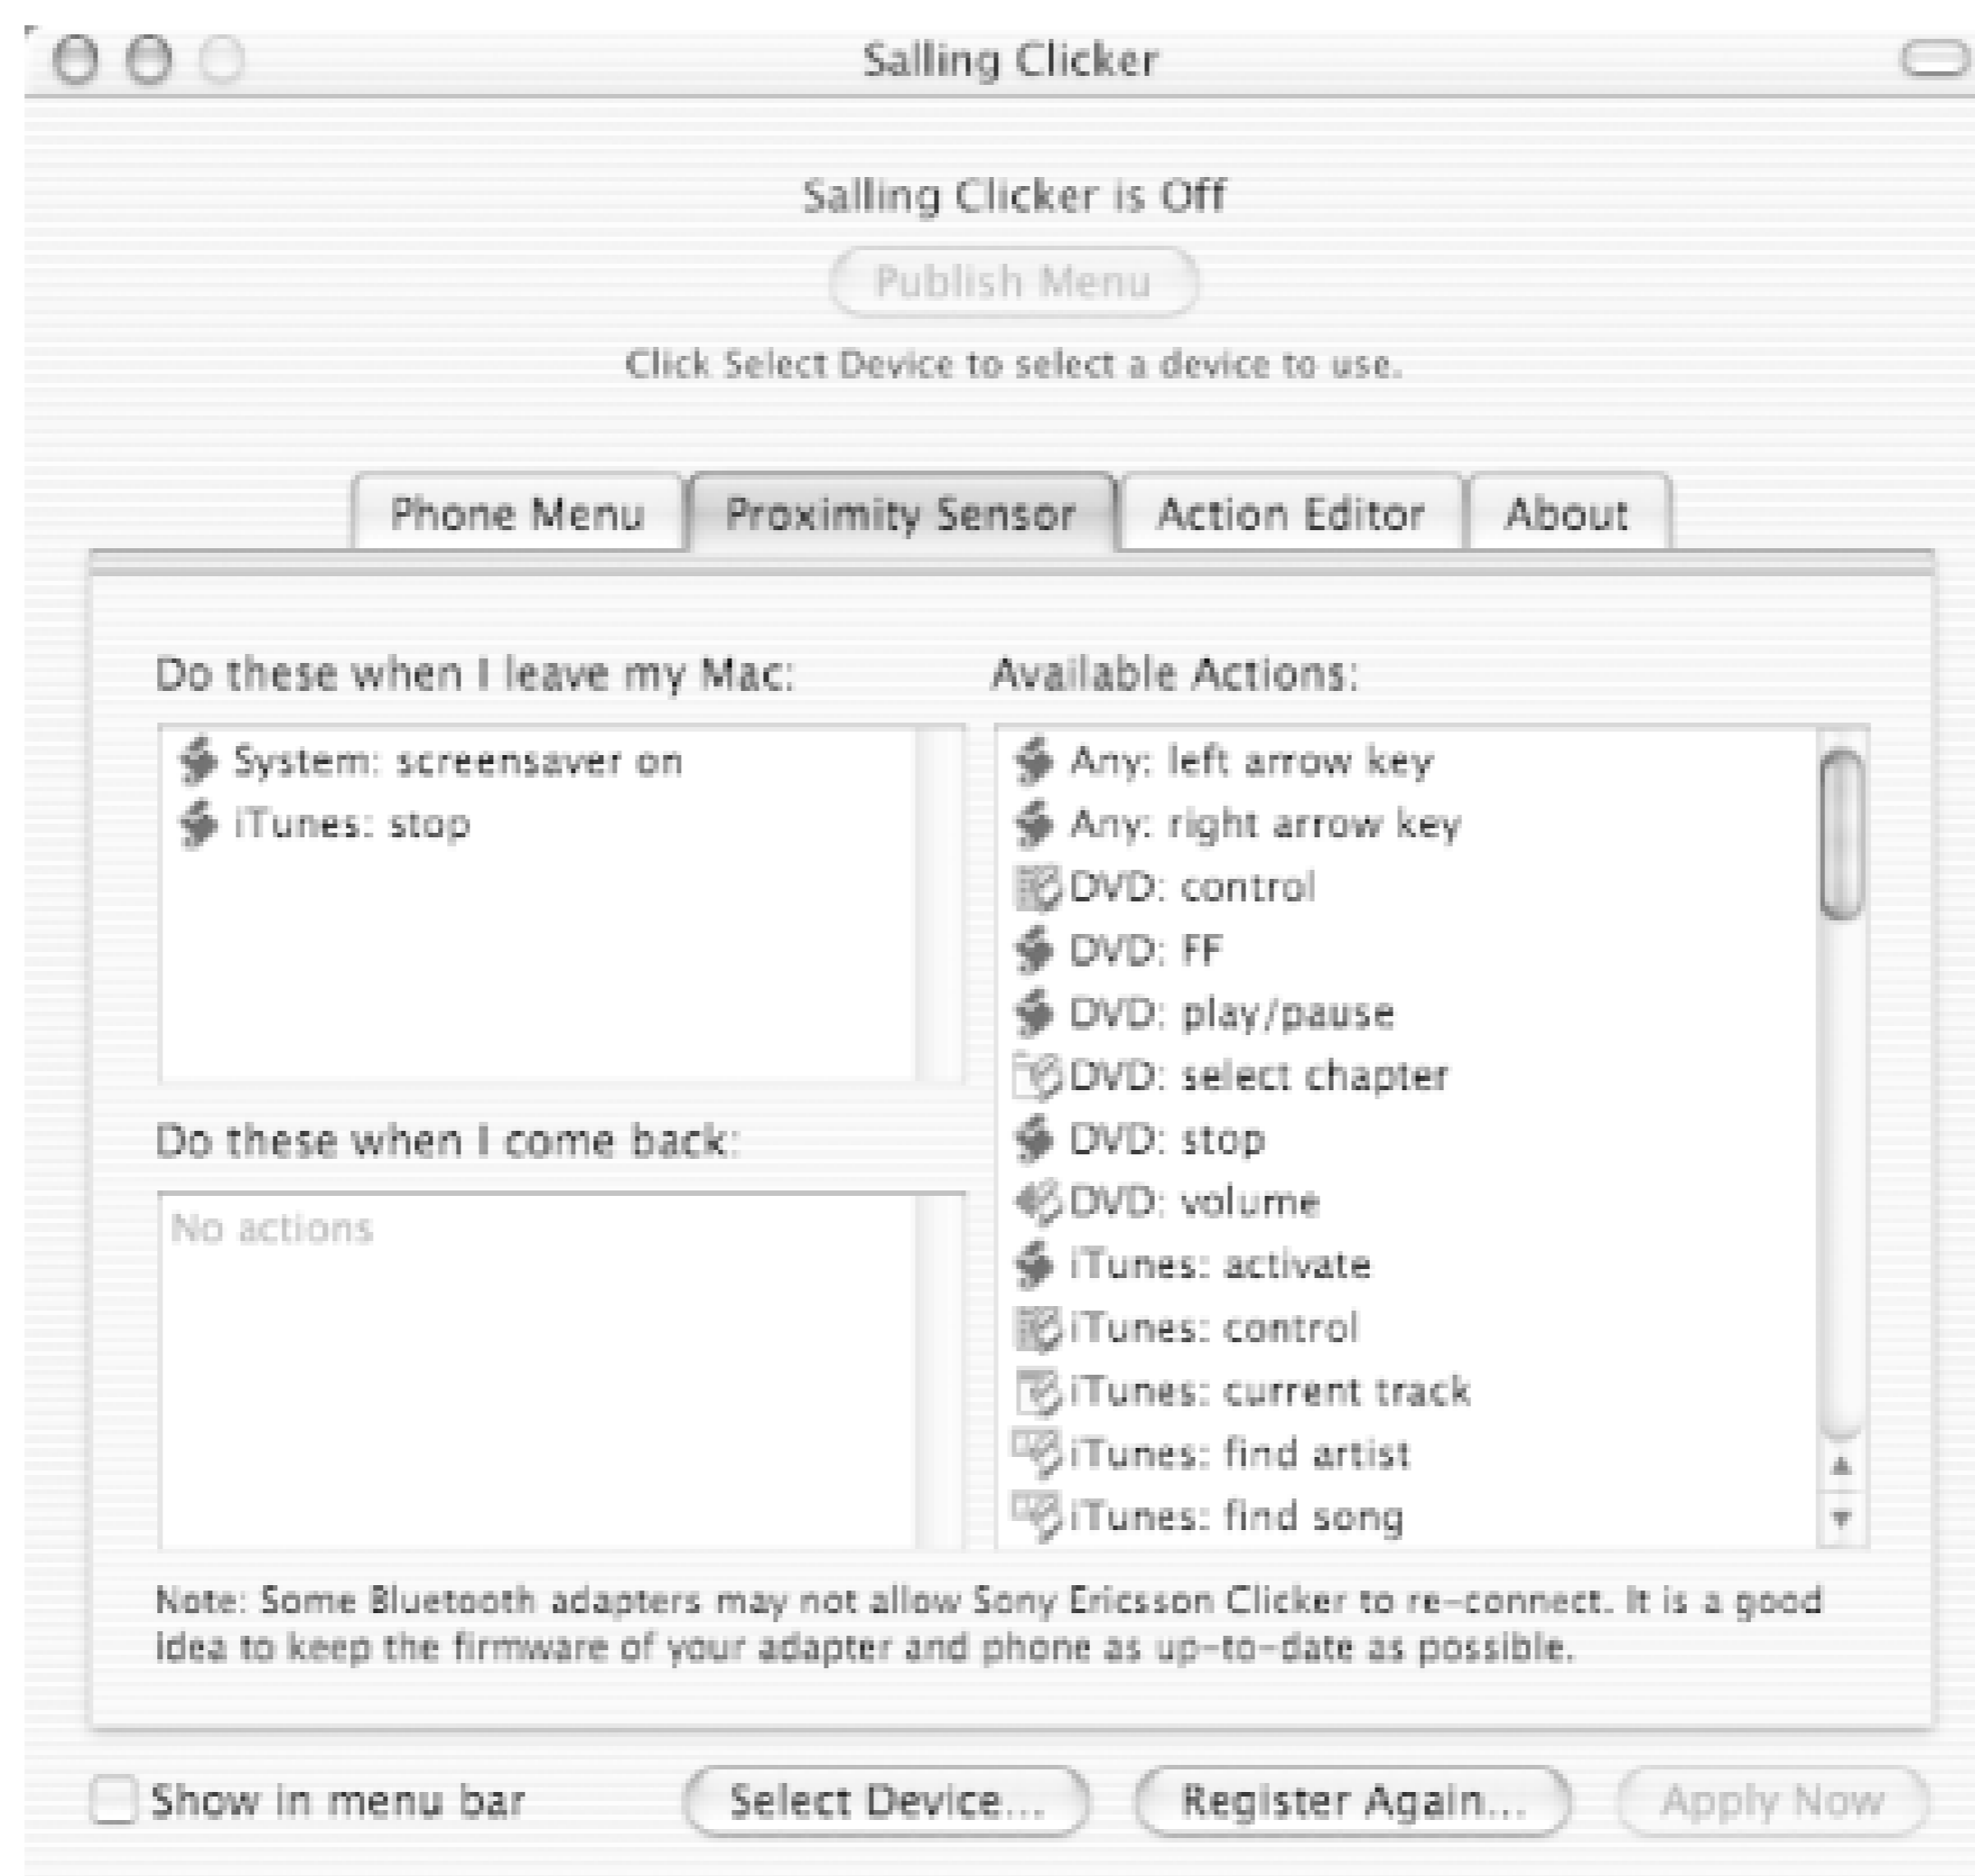 Salling Clicker
Salling Clicker is Off
Publish Menu
Click Select Device to select a device to use.
Phone Menu
Proximity Sensor
Action Editor
About
Do these when I leave my Mac:
System: screensaver on
iTunes: stop
Do these when I come back:
No actions
Available Actions:
Any: left arrow key
Any: right arrow key
DVD: control
DVD: FF
DVD: play/pause
DVD: select chapter
DVD: stop
DVD: volume
iTunes: activate
iTunes: control
iTunes: current track
iTunes: find artist
iTunes: find song
Note: Some Bluetooth adapters may not allow Sony Ericsson Clicker to re-connect. It is a good
idea to keep the firmware of your adapter and phone as up-to-date as possible.
Show in menu bar
Select Device...
Register Again...
Apply Now